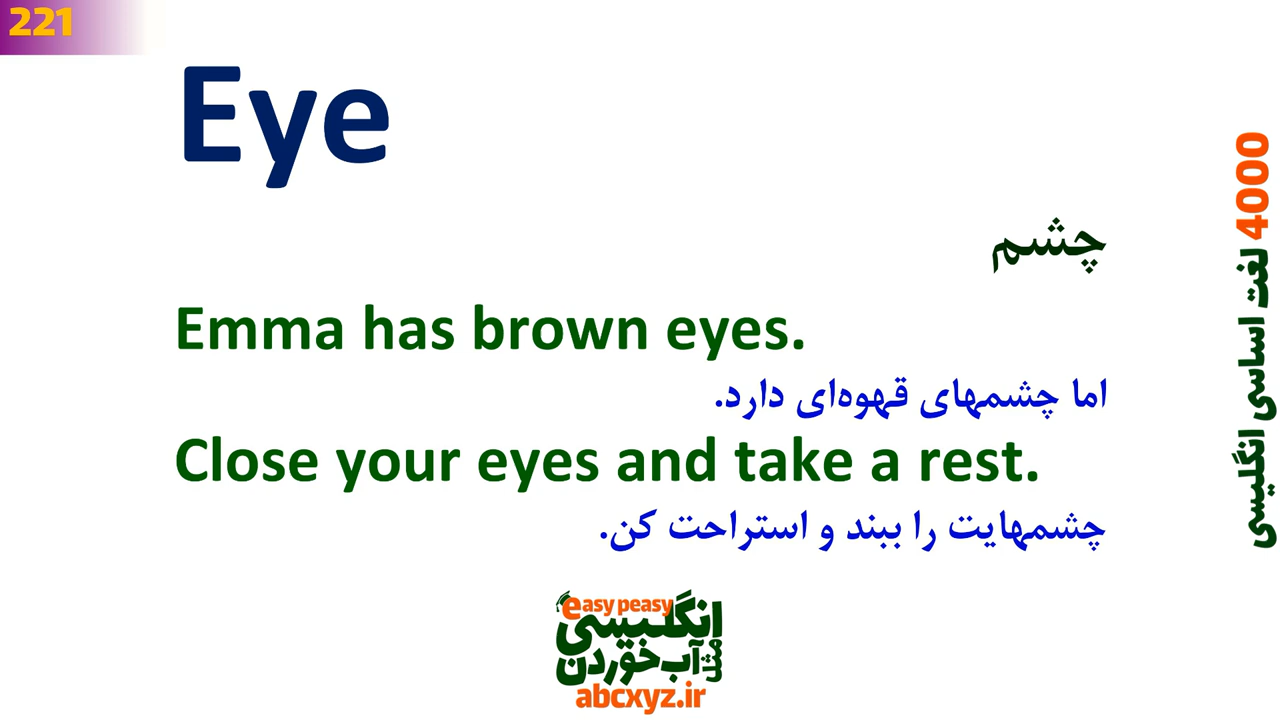 221
Eye
چشم
Emma has brown eyes.
اما چشمهای قهوه‌ای دارد.
Close your eyes and take a rest.
چشمهایت را ببند و استراحت کن.
4000 لغت اساسی انگلیسی
easy peasy
انگلیسی
مثل آب خوردن
abcxyz.ir